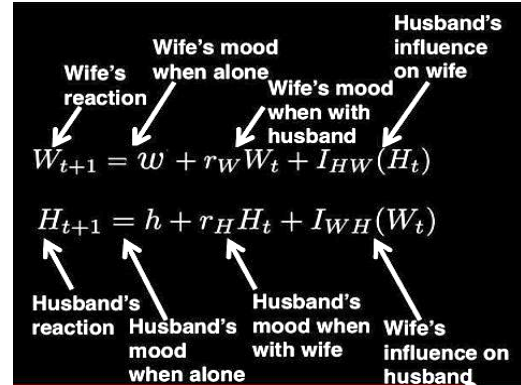 Husband's
influence
on wife
Wife's mood
when alone
Wife's
reaction
Wife's mood
when with
husband
W_{t+1} = w + r_W W_t + I_{HW}(H_t)
H_{t+1} = h + r_H H_t + I_{WH}(W_t)
Husband's
reaction
Husband's
mood
when alone
Husband's
mood when
with wife
Wife's
influence on
husband